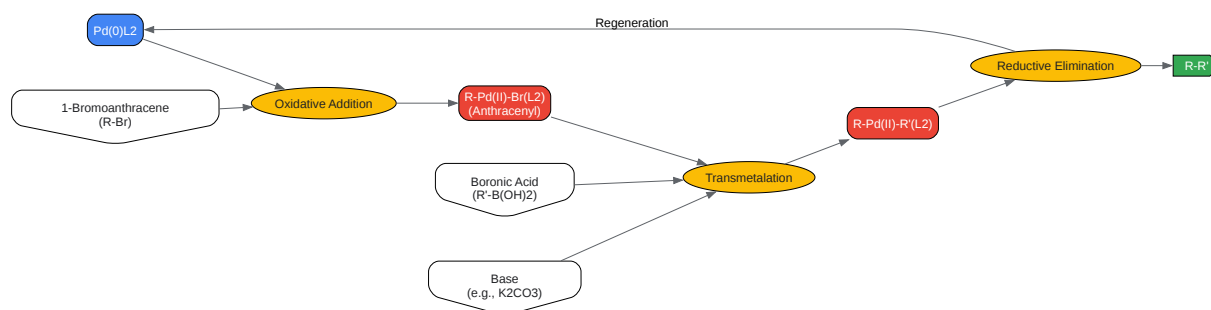 Regeneration
Pd(0)L2
Reductive Elimination
R-R'
1-Bromoanthracene
(R-Br)
Oxidative Addition
R-Pd(II)-Br(L2)
(Anthracenyl)
R-Pd(II)-R'(L2)
Boronic Acid
(R'-B(OH)2)
Transmetalation
Base
(e.g., K2CO3)